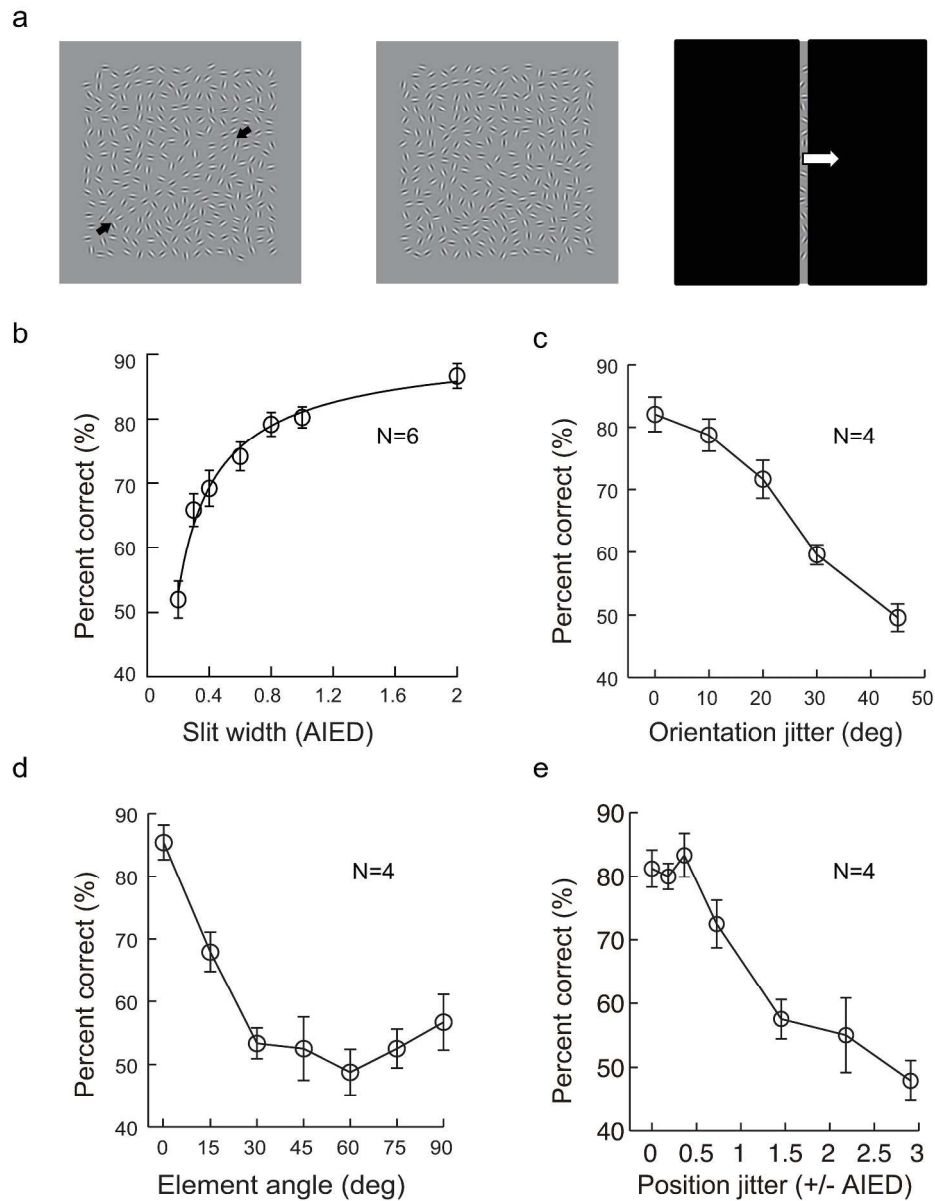 a
b
90
80
70
60
50
40
Percent correct (%)
N=6
0 0.4 0.8 1.2 1.6 2
Slit width (AIED)
c
90
80
70
60
50
40
Percent correct (%)
N=4
0 10 20 30 40 50
Orientation jitter (deg)
d
90
80
70
60
50
40
Percent correct (%)
N=4
0 15 30 45 60 75 90
Element angle (deg)
e
90
80
70
60
50
40
Percent correct (%)
N=4
0 0.5 1 1.5 2 2.5 3
Position jitter (+/- AIED)